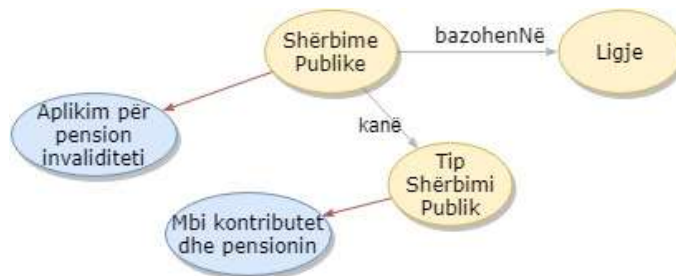 Shërbime
Publike
bazohenNë
Ligje
Aplikim për
pension
invaliditeti
kanë
Tip
Shërbimi
Publik
Mbi kontributet
dhe pensionin